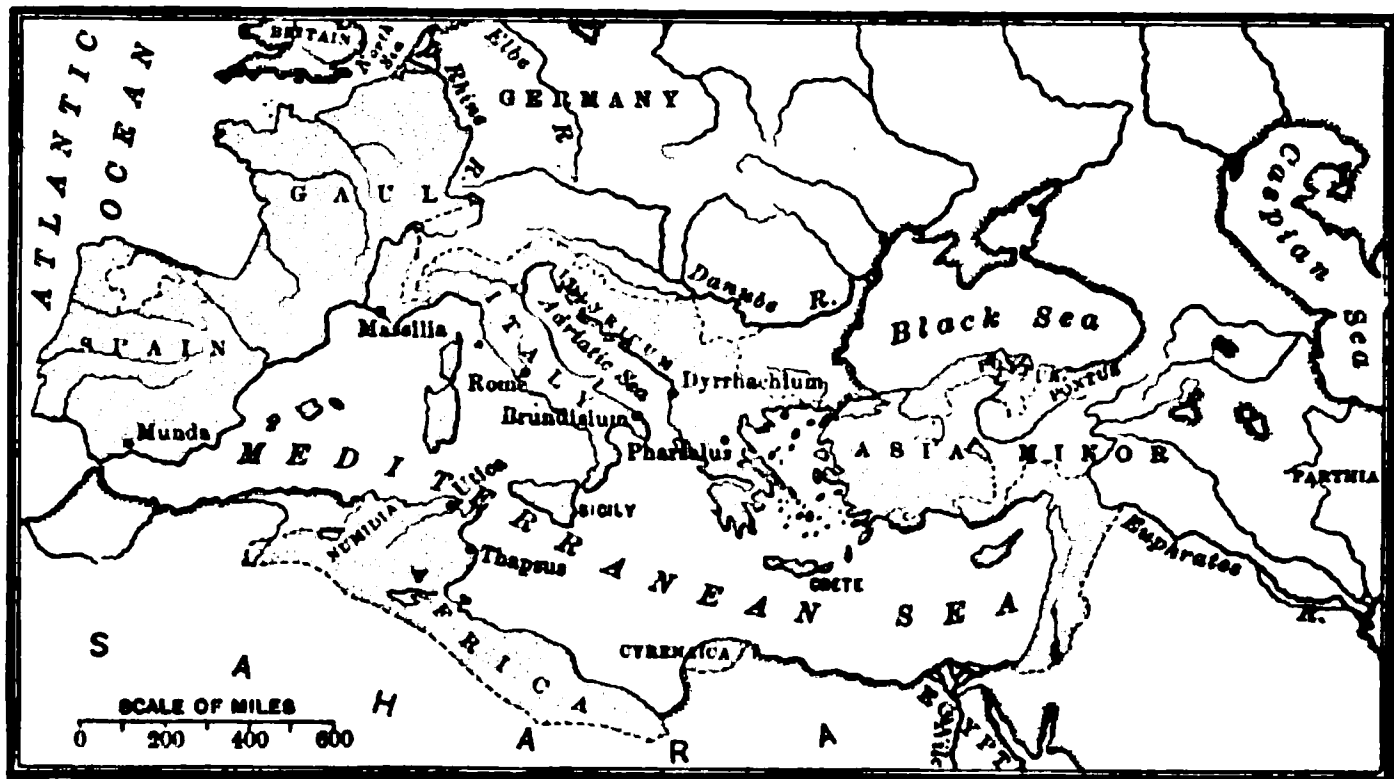 ATLANTIC
OCEAN
BRITAIN
North
Sea
Elbe
R.
Rhine
R.
GERMANY
GAUL
Caspian
Sea
Danube R.
ILLYRICUM
ITALY
Adriatic Sea
Black Sea
SPAIN
Massilia
Rome
Dyrrhachium
PONTUS
Brundisium
Munda
Pharsalus
ASIA MINOR
PARTHIA
MEDITERRANEAN SEA
Utica
SICILY
NUMIDIA
Thapsus
Euphrates
R.
CRETE
AFRICA
CYRENAICA
SAHARA
EGYPT
Nile
SCALE OF MILES
0 200 400 600